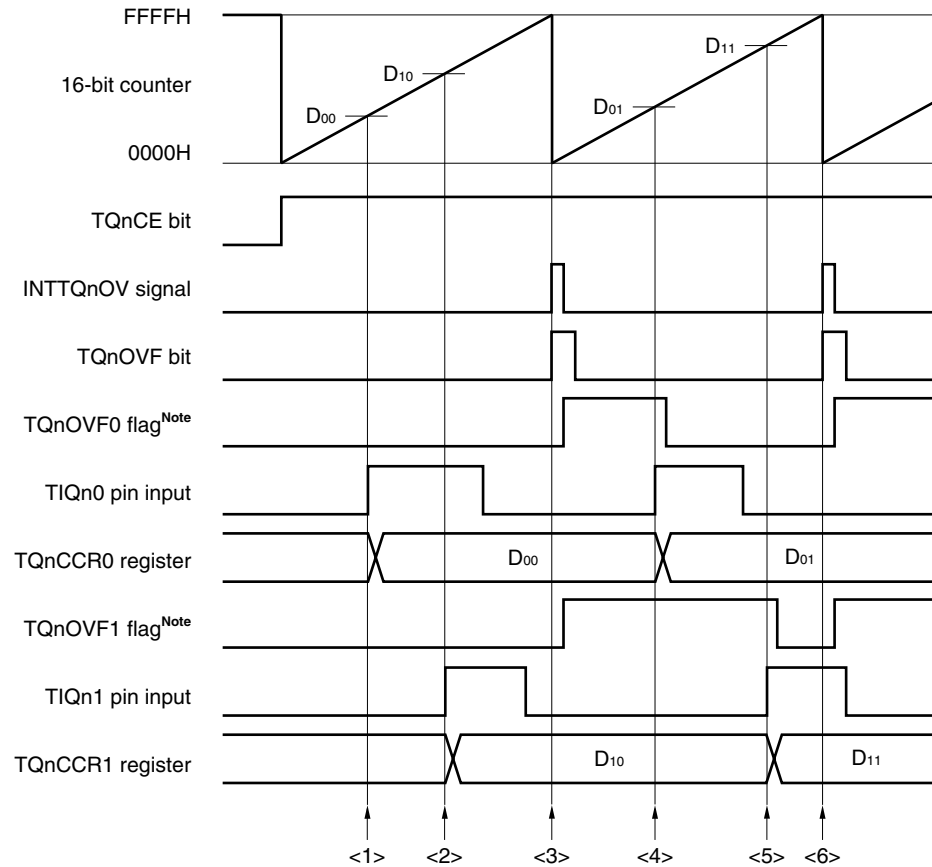 FFFFH
D11
D10
16-bit counter
D00
D01
0000H
TQnCE bit
INTTQnOV signal
TQnOVF bit
TQnOVF0 flagNote
TIQn0 pin input
TQnCCR0 register
D00
D01
TQnOVF1 flagNote
TIQn1 pin input
TQnCCR1 register
D10
D11
<1> <2> <3> <4> <5> <6>